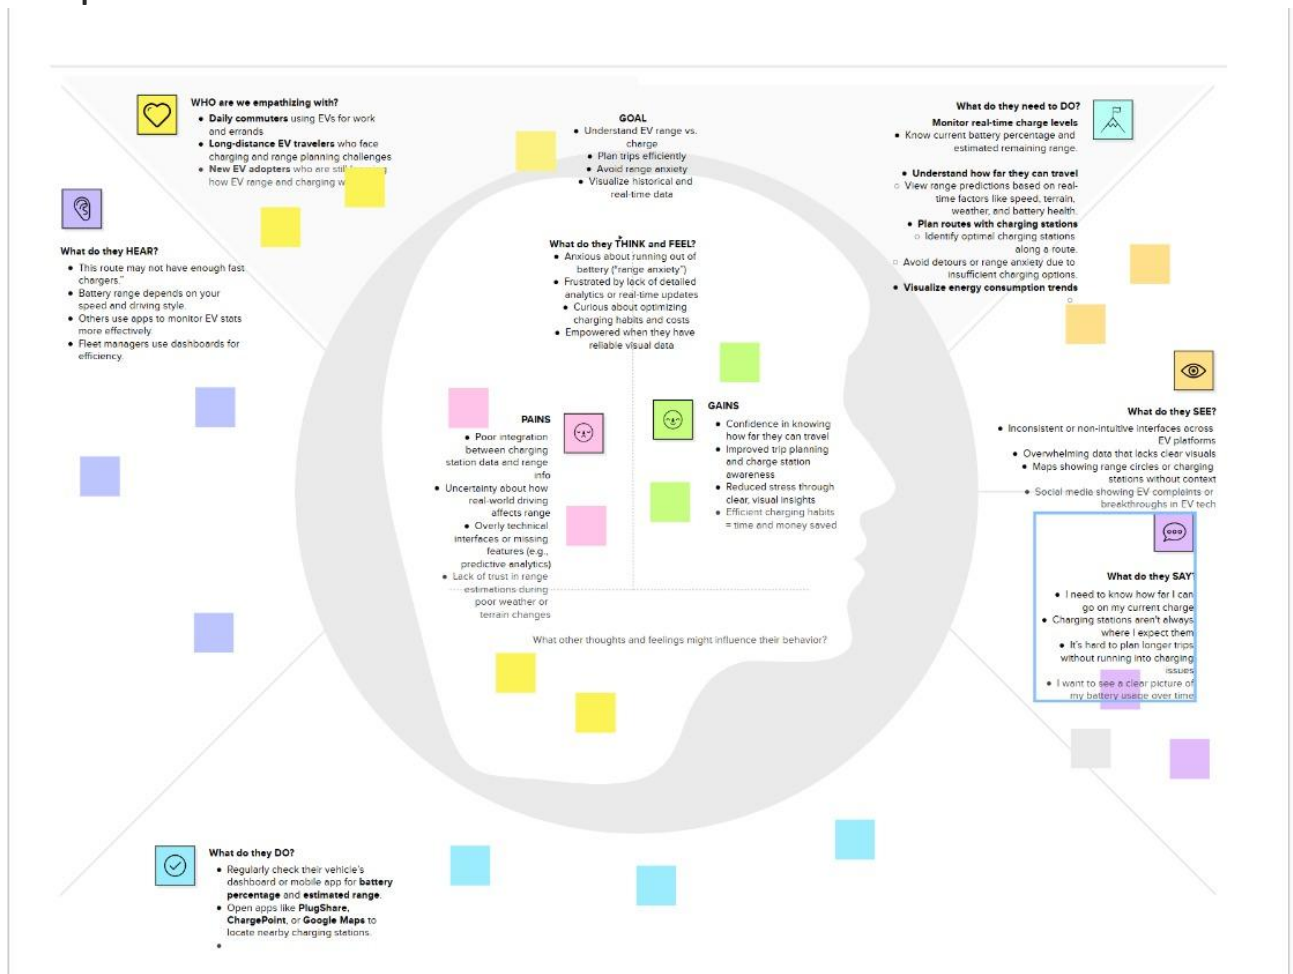 WHO are we empathizing with?
• Daily commuters using EVs for work
and errands
• Long-distance EV travelers who face
charging and range planning challenges
• New EV adopters who are still
how EV range and charging
GOAL
• Understand EV range vs.
charge
• Plan trips efficiently
• Avoid range anxiety
• Visualize historical and
real-time data
What do they need to DO?
Monitor real-time charge levels
• Know current battery percentage and
estimated remaining range.
• Understand how far they can travel
○ View range predictions based on real-
time factors like speed, terrain,
weather, and battery health.
• Plan routes with charging stations
○ Identify optimal charging stations
along a route.
○ Avoid detours or range anxiety due to
insufficient charging options.
• Visualize energy consumption trends
○
What do they HEAR?
• This route may not have enough fast
chargers.”
• Battery range depends on your
speed and driving style.
• Others use apps to monitor EV stats
more effectively
• Fleet managers use dashboards for
efficiency.
What do they THINK and FEEL?
• Anxious about running out of
battery (“range anxiety”)
• Frustrated by lack of detailed
analytics or real-time updates
• Curious about optimizing
charging habits and costs
• Empowered when they have
reliable visual data
PAINS
• Poor integration
between charging
station data and range
info
• Uncertainty about how
real-world driving
affects range
• Overly technical
interfaces or missing
features (e.g.,
predictive analytics)
• Lack of trust in range
estimations during
poor weather or
terrain changes
GAINS
• Confidence in knowing
how far they can travel
• Improved trip planning
and charge station
awareness
• Reduced stress through
clear, visual insights
• Efficient charging habits
= time and money saved
What do they SEE?
• Inconsistent or non-intuitive interfaces across
EV platforms
• Overwhelming data that lacks clear visuals
• Maps showing range circles or charging
stations without context
• Social media showing EV complaints or
breakthroughs in EV tech
What do they SAY?
• I need to know how far I can
go on my current charge
• Charging stations aren't always
where I expect them
• It's hard to plan longer trips
without running into charging
issues
• I want to see a clear picture of
my battery usage over time
What other thoughts and feelings might influence their behavior?
What do they DO?
• Regularly check their vehicle's
dashboard or mobile app for battery
percentage and estimated range.
• Open apps like PlugShare,
ChargePoint, or Google Maps to
locate nearby charging stations.
•